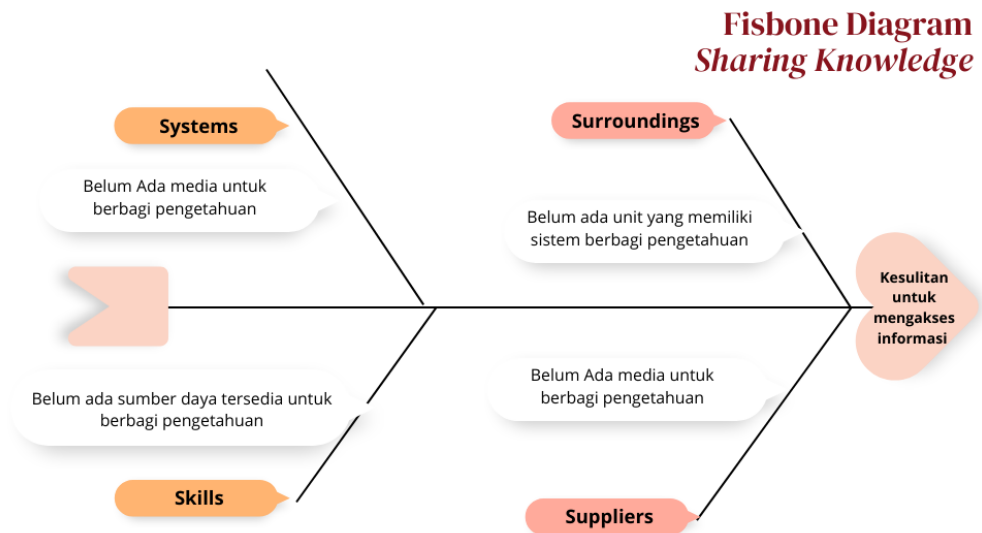 Fisbone Diagram
Sharing Knowledge
Systems
Belum Ada media untuk
berbagi pengetahuan
Surroundings
Belum ada unit yang memiliki
sistem berbagi pengetahuan
Kesulitan
untuk
mengakses
informasi
Belum ada sumber daya tersedia untuk
berbagi pengetahuan
Skills
Belum Ada media untuk
berbagi pengetahuan
Suppliers